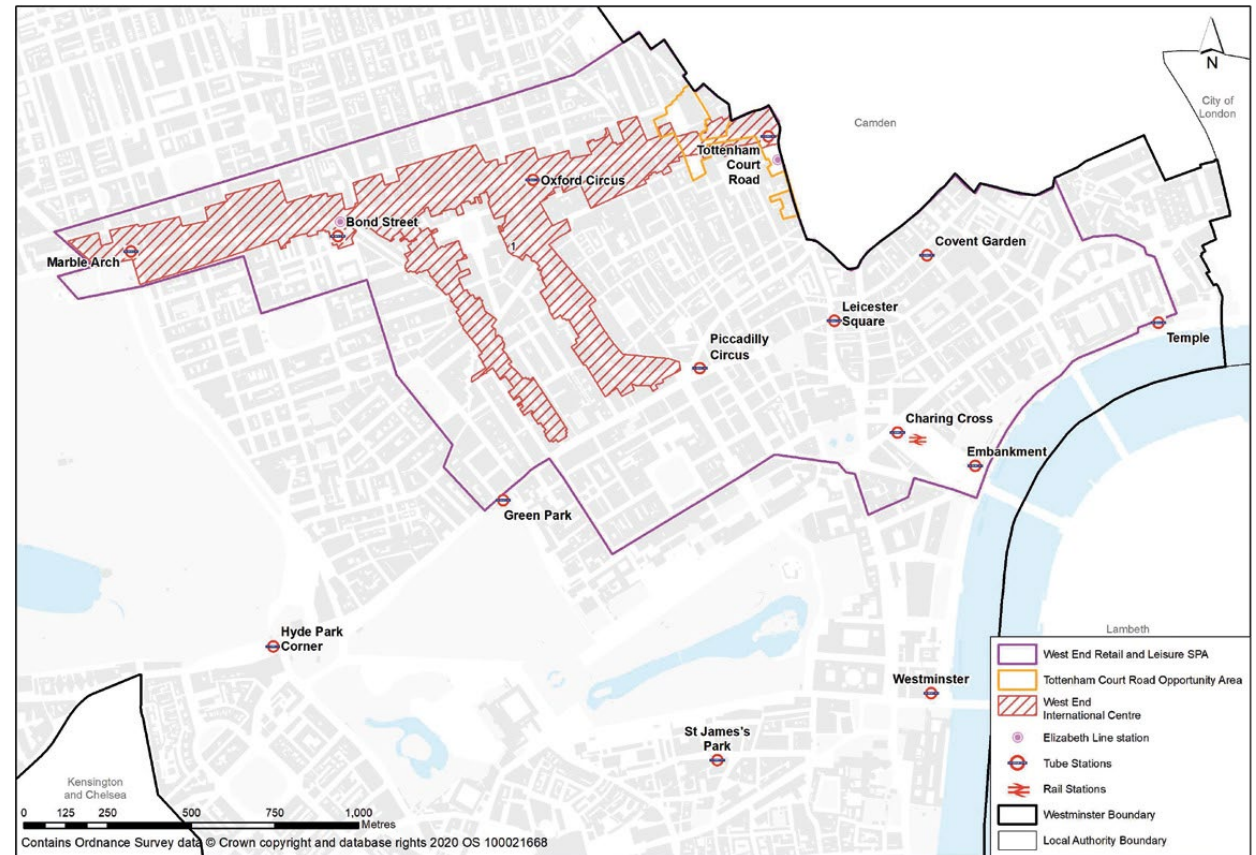 N
City of
London
Camden
Tottenham
Court
Road
Oxford Circus
Bond Street
1
Marble Arch
Covent Garden
Leicester
Square
Piccadilly
Circus
Temple
Charing Cross
Embankment
Green Park
Hyde Park
Corner
Lambeth
Westminster
St James's
Park
Kensington
and Chelsea
West End Retail and Leisure SPA
Tottenham Court Road Opportunity Area
West End
International Centre
Elizabeth Line station
Tube Stations
Rail Stations
Westminster Boundary
Local Authority Boundary
0 125 250 500 750 1,000
Metres
Contains Ordnance Survey data © Crown copyright and database rights 2020 OS 100021668